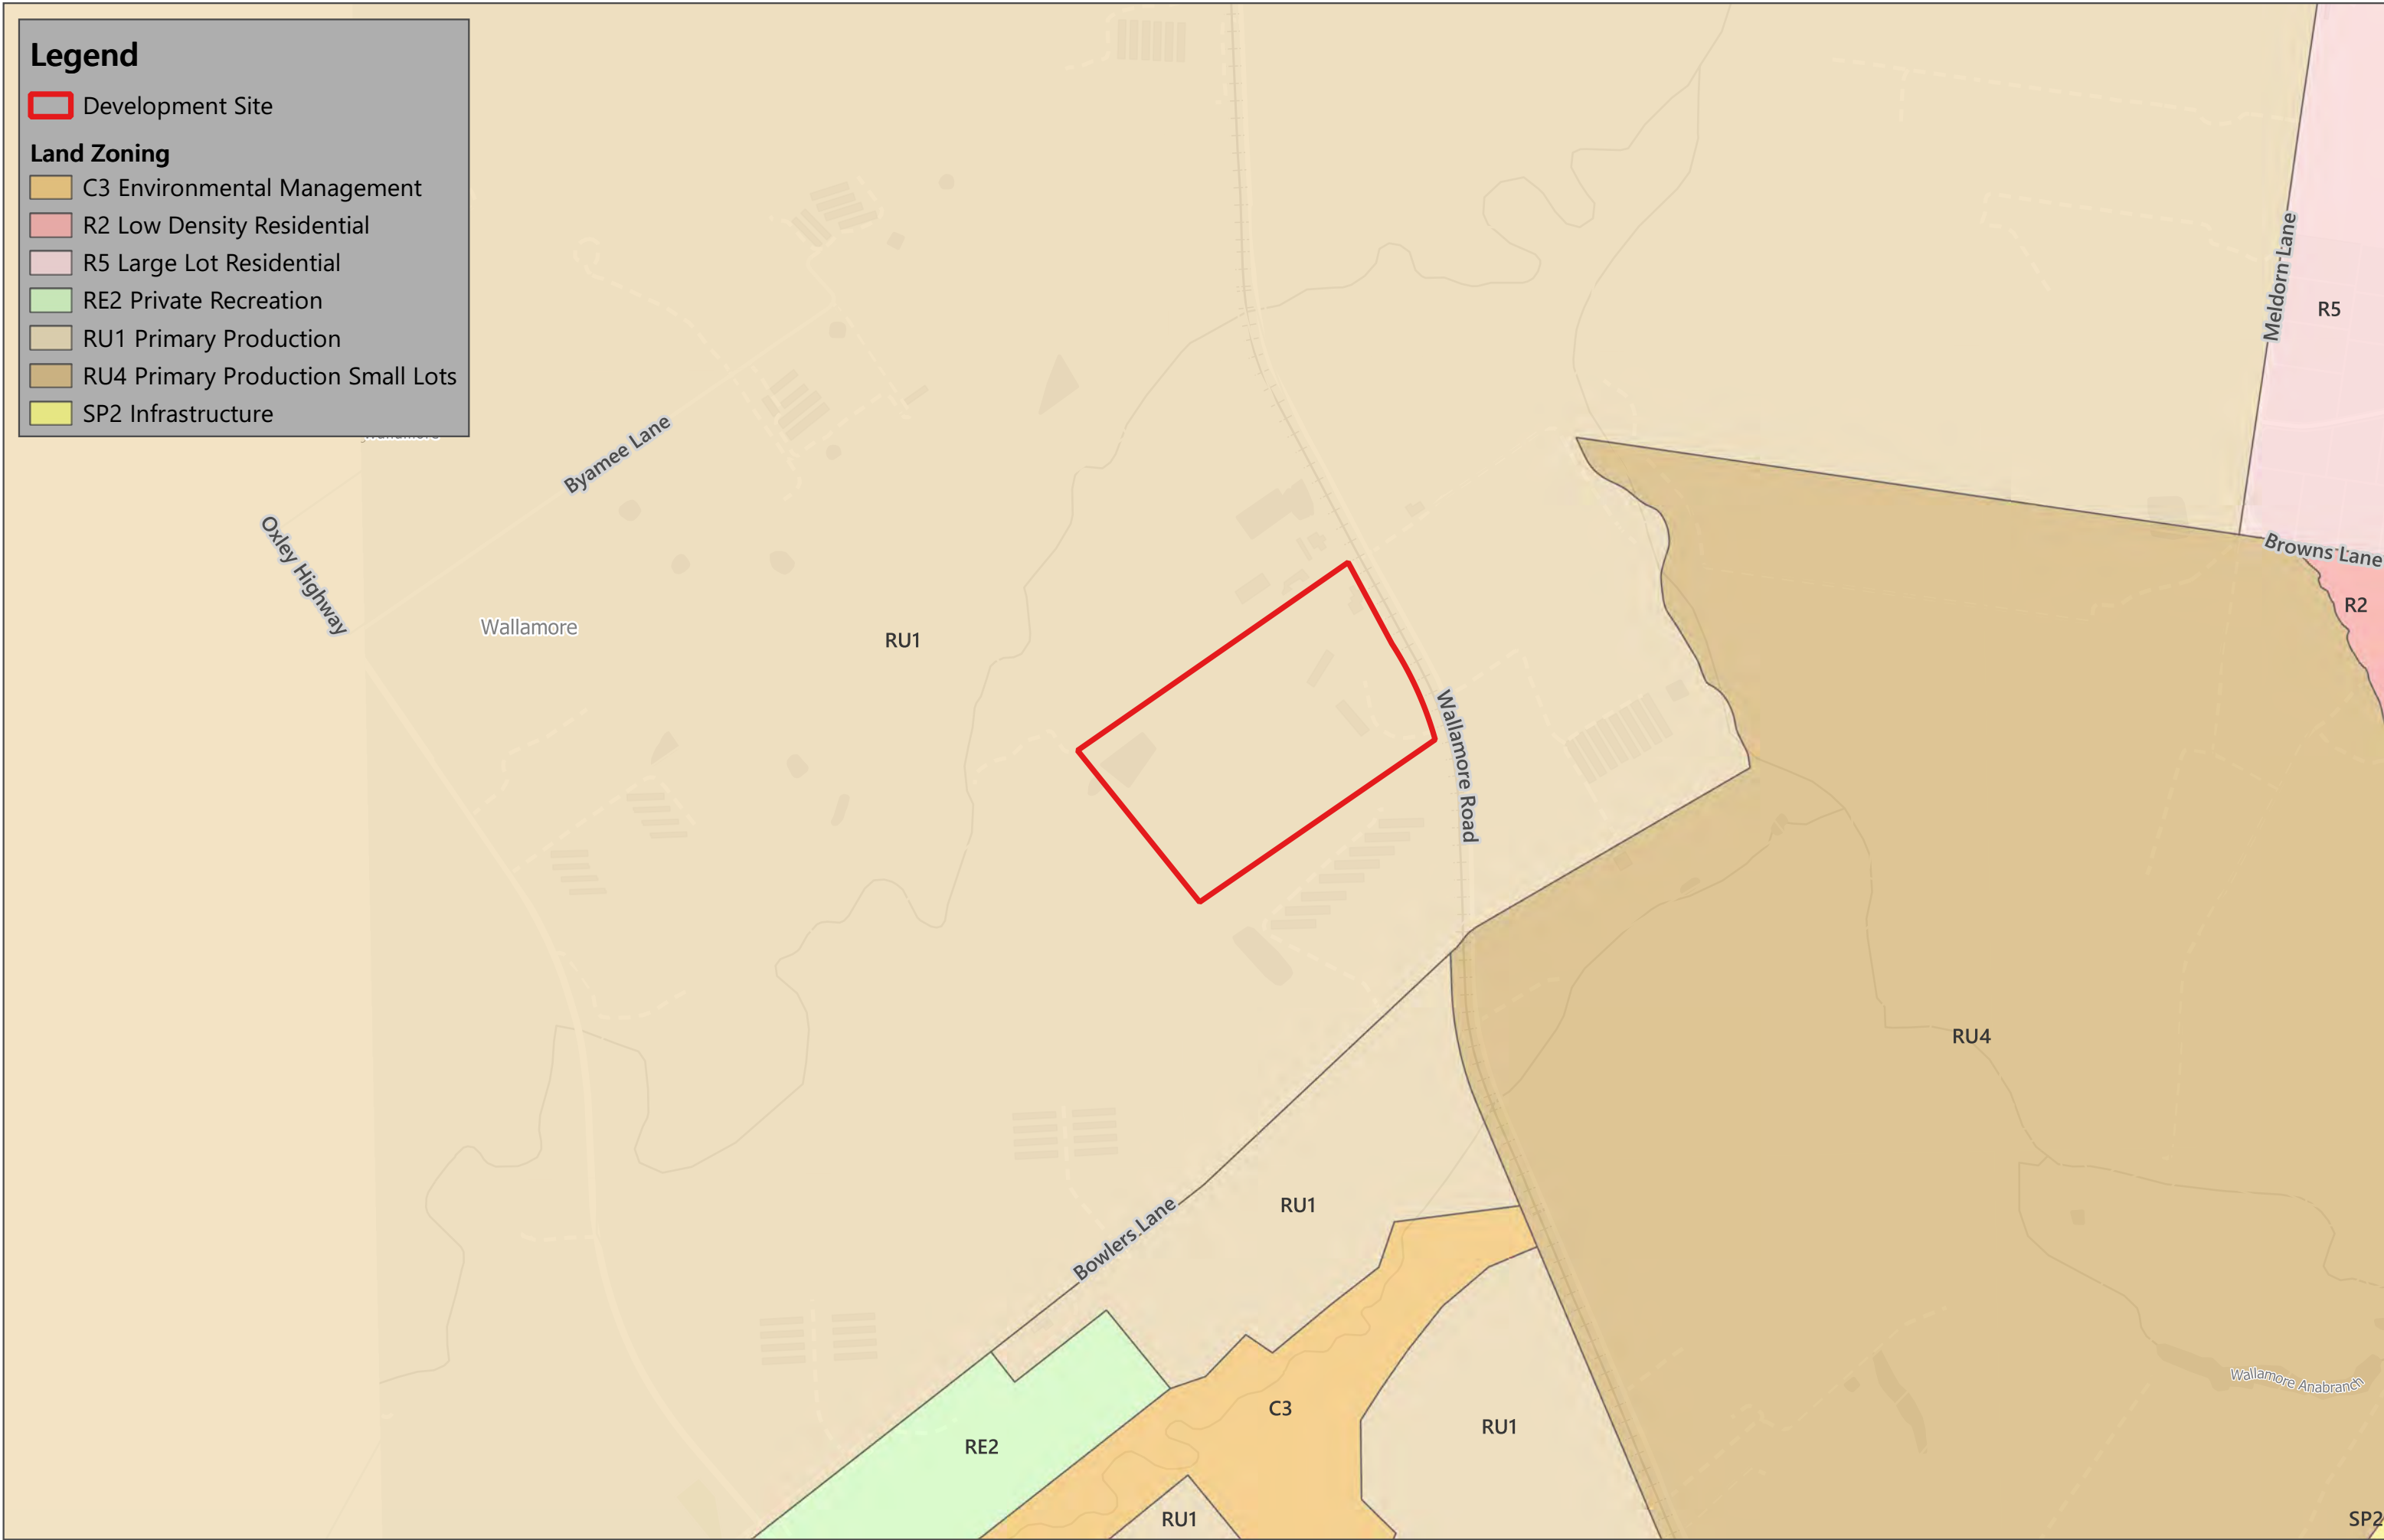 Legend
Development Site
Land Zoning
C3 Environmental Management
R2 Low Density Residential
R5 Large Lot Residential
RE2 Private Recreation
RU1 Primary Production
RU4 Primary Production Small Lots
SP2 Infrastructure
Meldorn Lane
R5
Byamee Lane
Oxley Highway
Browns Lane
R2
Wallamore
RU1
Wallamore Road
RU4
RU1
Bowlers Lane
Wallamore Anabranch
C3
RU1
RE2
RU1
SP2